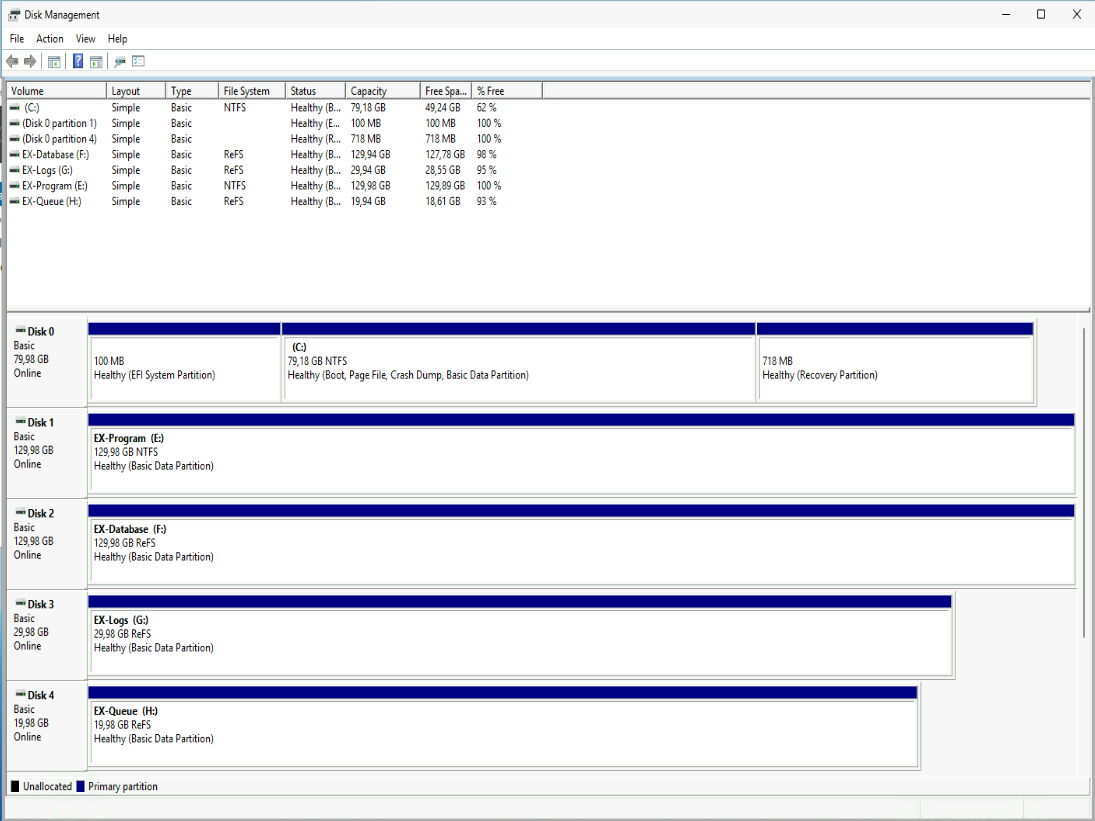 Disk Management
File Action View Help
Volume Layout Type File System Status Capacity Free Spa... % Free
(C:) Simple Basic NTFS Healthy (B... 79,18 GB 49,24 GB 62 %
(Disk 0 partition 1) Simple Basic Healthy (E... 100 MB 100 MB 100 %
(Disk 0 partition 4) Simple Basic Healthy (R... 718 MB 718 MB 100 %
EX-Database (F:) Simple Basic ReFS Healthy (B... 129,94 GB 127,78 GB 98 %
EX-Logs (G:) Simple Basic ReFS Healthy (B... 29,94 GB 28,55 GB 95 %
EX-Program (E:) Simple Basic NTFS Healthy (B... 129,98 GB 129,89 GB 100 %
EX-Queue (H:) Simple Basic ReFS Healthy (B... 19,94 GB 18,61 GB 93 %
Disk 0
Basic
79,98 GB
Online
100 MB
Healthy (EFI System Partition)
(C:)
79,18 GB NTFS
Healthy (Boot, Page File, Crash Dump, Basic Data Partition)
718 MB
Healthy (Recovery Partition)
Disk 1
Basic
129,98 GB
Online
EX-Program (E:)
129,98 GB NTFS
Healthy (Basic Data Partition)
Disk 2
Basic
129,98 GB
Online
EX-Database (F:)
129,98 GB ReFS
Healthy (Basic Data Partition)
Disk 3
Basic
29,98 GB
Online
EX-Logs (G:)
29,98 GB ReFS
Healthy (Basic Data Partition)
Disk 4
Basic
19,98 GB
Online
EX-Queue (H:)
19,98 GB ReFS
Healthy (Basic Data Partition)
Unallocated Primary partition